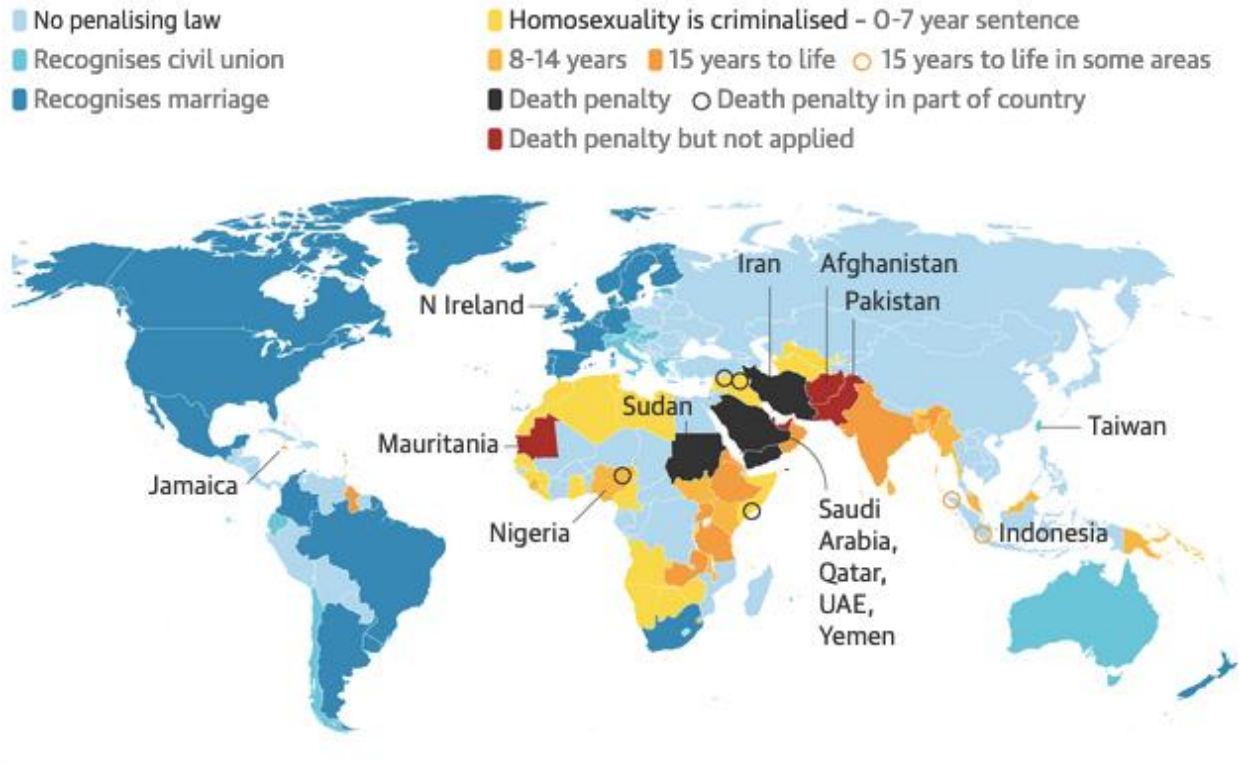 No penalising law
Recognises civil union
Recognises marriage
Homosexuality is criminalised - 0-7 year sentence
8-14 years 15 years to life 15 years to life in some areas
Death penalty Death penalty in part of country
Death penalty but not applied
Iran
Afghanistan
Pakistan
N Ireland
Sudan
Mauritania
Taiwan
Jamaica
Nigeria
Saudi
Arabia,
Qatar,
UAE,
Yemen
Indonesia